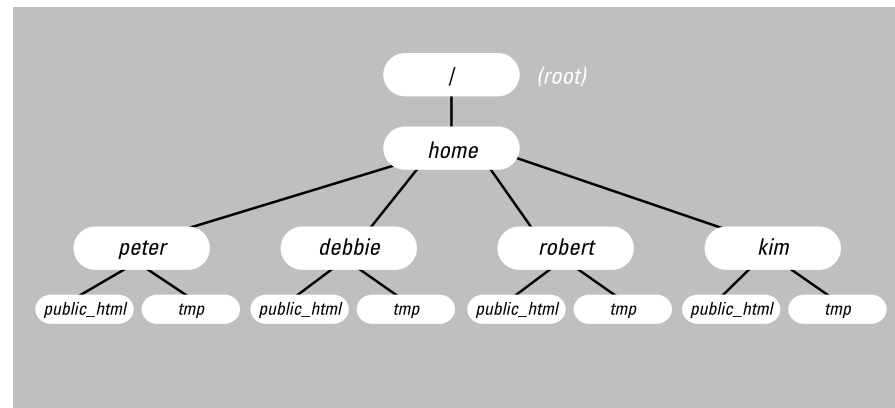 / (root)
home
peter debbie robert kim
public_html tmp public_html tmp public_html tmp public_html tmp